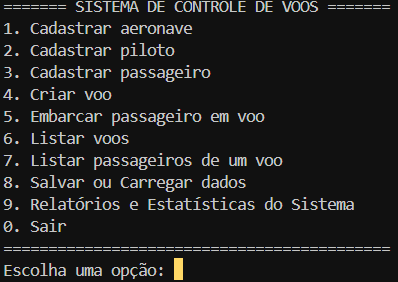 ======= SISTEMA DE CONTROLE DE VOOS =======
1. Cadastrar aeronave
2. Cadastrar piloto
3. Cadastrar passageiro
4. Criar voo
5. Embarcar passageiro em voo
6. Listar voos
7. Listar passageiros de um voo
8. Salvar ou Carregar dados
9. Relatórios e Estatísticas do Sistema
0. Sair
===========================================
Escolha uma opção: